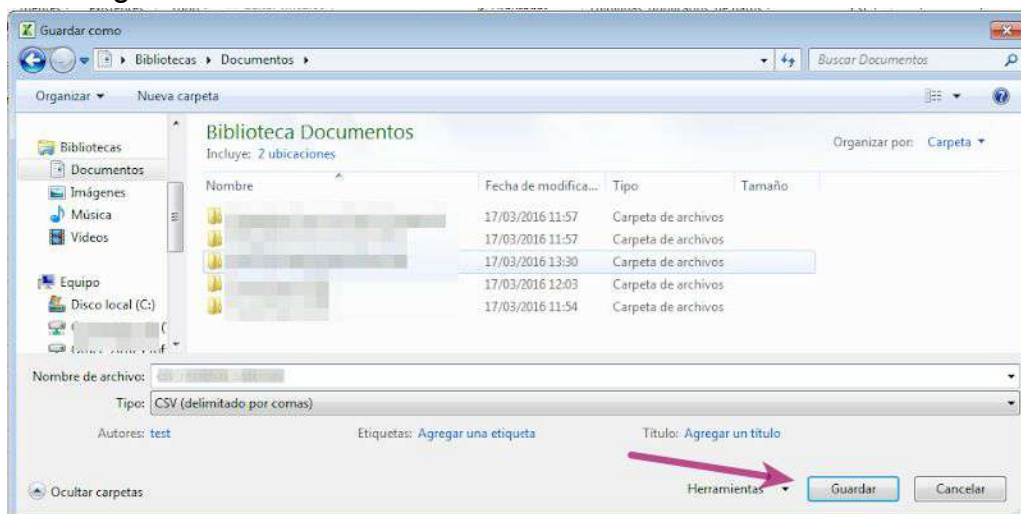 Guardar como
Bibliotecas ▸ Documentos ▸
Buscar Documentos
Organizar Nueva carpeta
Bibliotecas
Documentos
Imágenes
Música
Vídeos
Equipo
Disco local (C:)
Biblioteca Documentos
Incluye: 2 ubicaciones
Organizar por: Carpeta
Nombre Fecha de modifica... Tipo Tamaño
17/03/2016 11:57 Carpeta de archivos
17/03/2016 11:57 Carpeta de archivos
17/03/2016 13:30 Carpeta de archivos
17/03/2016 12:03 Carpeta de archivos
17/03/2016 11:54 Carpeta de archivos
Nombre de archivo:
Tipo: CSV (delimitado por comas)
Autores: test Etiquetas: Agregar una etiqueta Título: Agregar un título
Ocultar carpetas Herramientas Guardar Cancelar